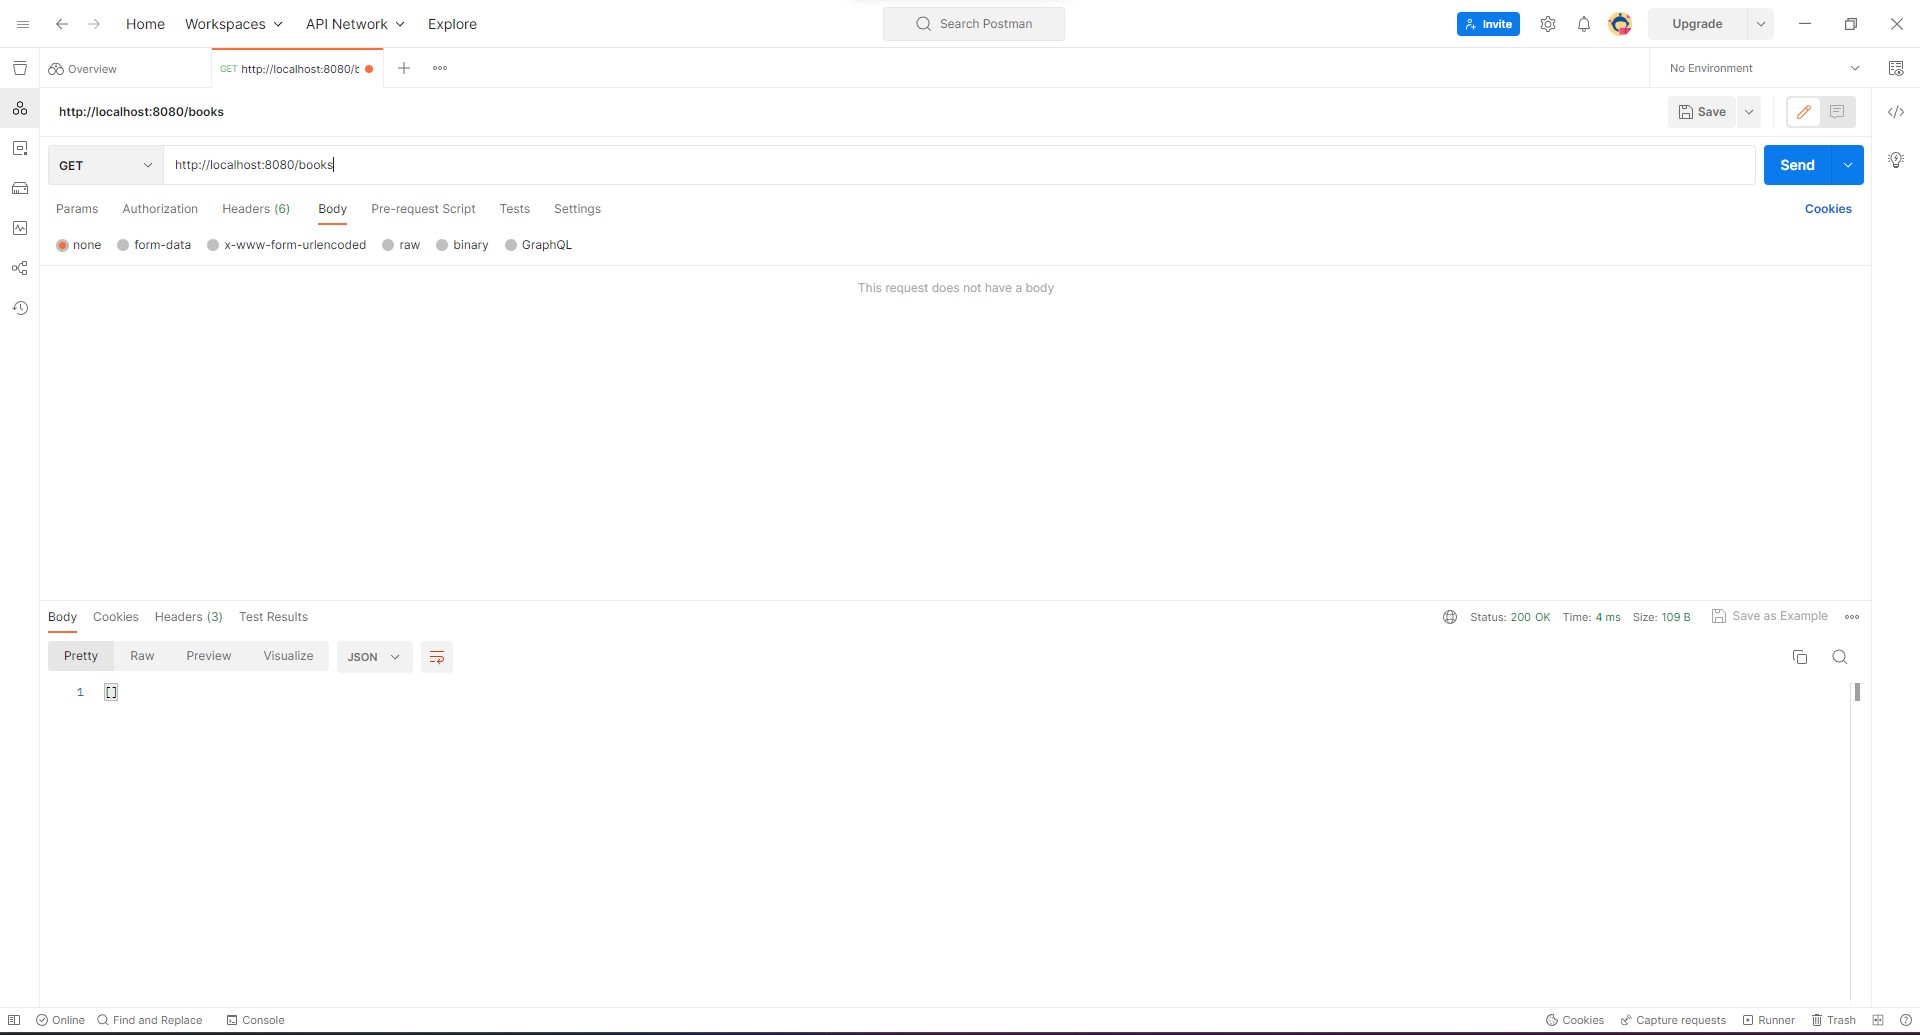 Home Workspaces API Network Explore Search Postman Invite Upgrade
Overview GET http://localhost:8080/b No Environment
http://localhost:8080/books Save
GET http://localhost:8080/books Send
Params Authorization Headers (6) Body Pre-request Script Tests Settings Cookies
none form-data x-www-form-urlencoded raw binary GraphQL
This request does not have a body
Body Cookies Headers (3) Test Results Status: 200 OK Time: 4 ms Size: 109 B Save as Example
Pretty Raw Preview Visualize JSON
1 []
Online Find and Replace Console Cookies Capture requests Runner Trash